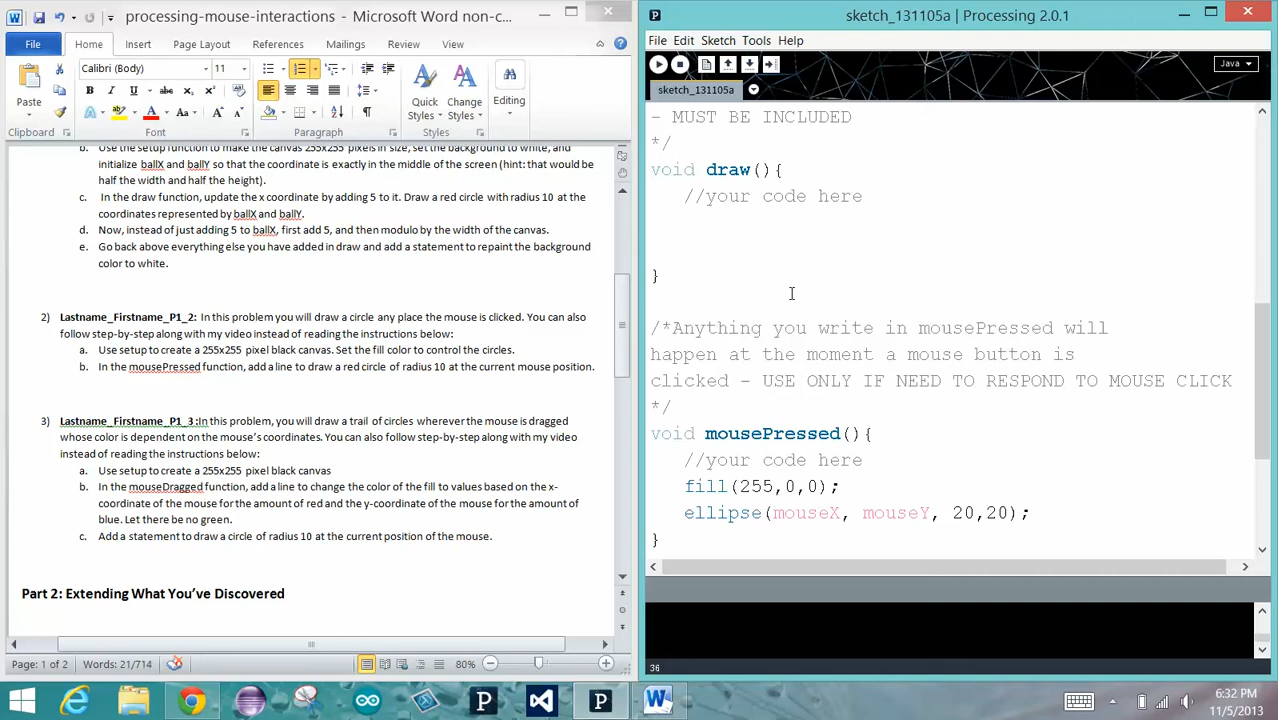 processing-mouse-interactions - Microsoft Word non-c...
File Home Insert Page Layout References Mailings Review View
Calibri (Body) 11
Paste
Quick Styles
Change Styles
Editing
Clipboard Font Paragraph Styles
b. Use the setup function to make the canvas 255x255 pixels in size, set the background to white, and
initialize ballX and ballY so that the coordinate is exactly in the middle of the screen (hint: that would be
half the width and half the height).
c. In the draw function, update the x coordinate by adding 5 to it. Draw a red circle with radius 10 at the
coordinates represented by ballX and ballY.
d. Now, instead of just adding 5 to ballX, first add 5, and then modulo by the width of the canvas.
e. Go back above everything else you have added in draw and add a statement to repaint the background
color to white.
2) Lastname_Firstname_P1_2: In this problem you will draw a circle any place the mouse is clicked. You can also
follow step-by-step along with my video instead of reading the instructions below:
a. Use setup to create a 255x255 pixel black canvas. Set the fill color to control the circles.
b. In the mousePressed function, add a line to draw a red circle of radius 10 at the current mouse position.
3) Lastname_Firstname_P1_3 :In this problem, you will draw a trail of circles wherever the mouse is dragged
whose color is dependent on the mouse's coordinates. You can also follow step-by-step along with my video
instead of reading the instructions below:
a. Use setup to create a 255x255 pixel black canvas
b. In the mouseDragged function, add a line to change the color of the fill to values based on the x-
coordinate of the mouse for the amount of red and the y-coordinate of the mouse for the amount of
blue. Let there be no green.
c. Add a statement to draw a circle of radius 10 at the current position of the mouse.
Part 2: Extending What You've Discovered
Page: 1 of 2 Words: 21/714 80%
sketch_131105a | Processing 2.0.1
File Edit Sketch Tools Help
Java
sketch_131105a
- MUST BE INCLUDED
*/
void draw(){
//your code here
}
/*Anything you write in mousePressed will
happen at the moment a mouse button is
clicked - USE ONLY IF NEED TO RESPOND TO MOUSE CLICK
*/
void mousePressed(){
//your code here
fill(255,0,0);
ellipse(mouseX, mouseY, 20,20);
}
36
6:32 PM
11/5/2013